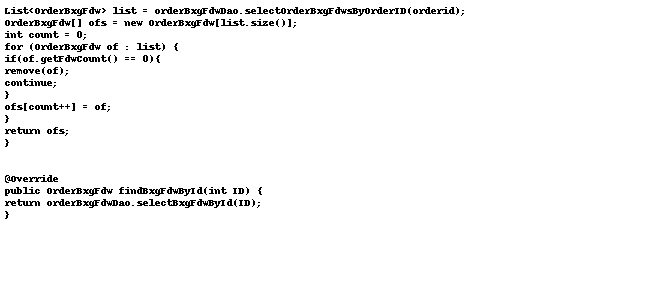 List<OrderBxgFdw> list = orderBxgFdwDao.selectOrderBxgFdwsByOrderID(orderid);
OrderBxgFdw[] ofs = new OrderBxgFdw[list.size()];
int count = 0;
for (OrderBxgFdw of : list) {
if(of.getFdwCount() == 0){
remove(of);
continue;
}
ofs[count++] = of;
}
return ofs;
}
@Override
public OrderBxgFdw findBxgFdwById(int ID) {
return orderBxgFdwDao.selectBxgFdwById(ID);
}